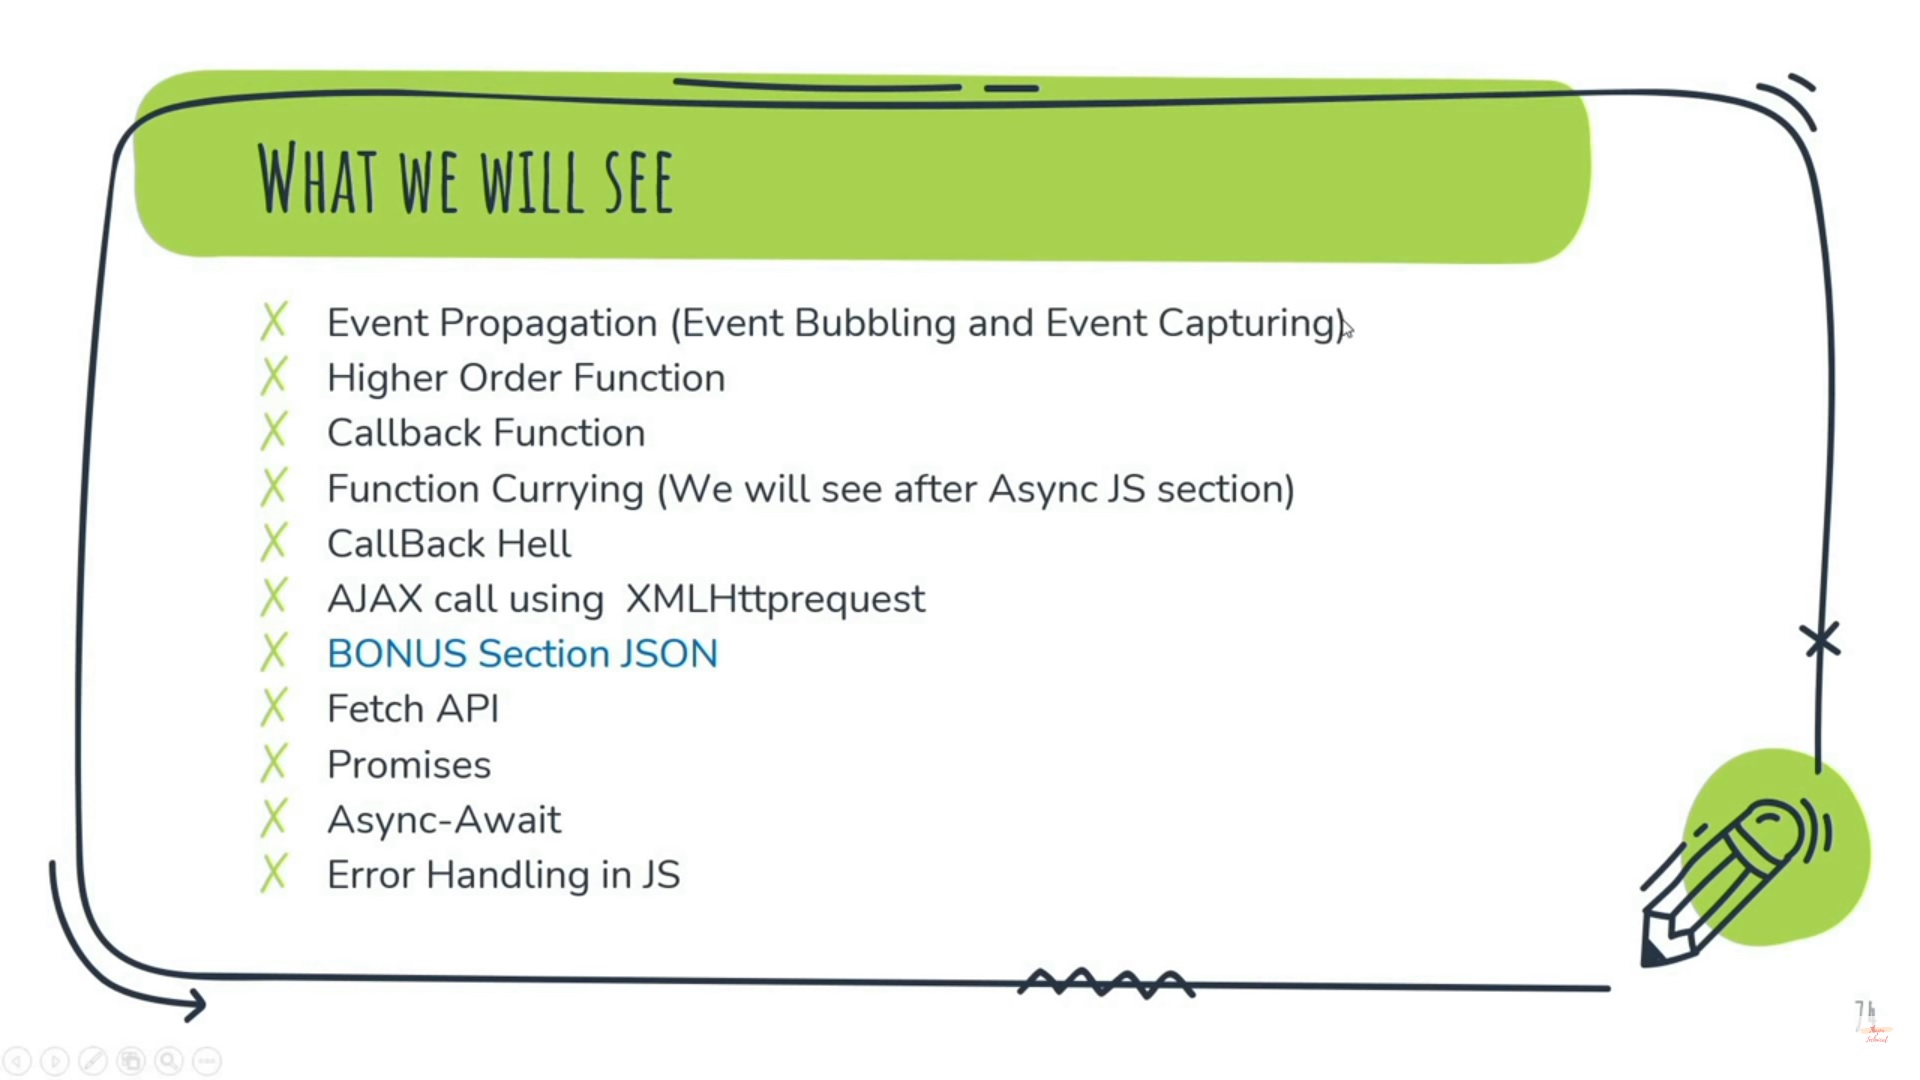 What we will see
Event Propagation (Event Bubbling and Event Capturing)
Higher Order Function
Callback Function
Function Currying (We will see after Async JS section)
CallBack Hell
AJAX call using  XMLHttprequest
BONUS Section JSON
Fetch API
Promises
Async-Await
Error Handling in JS